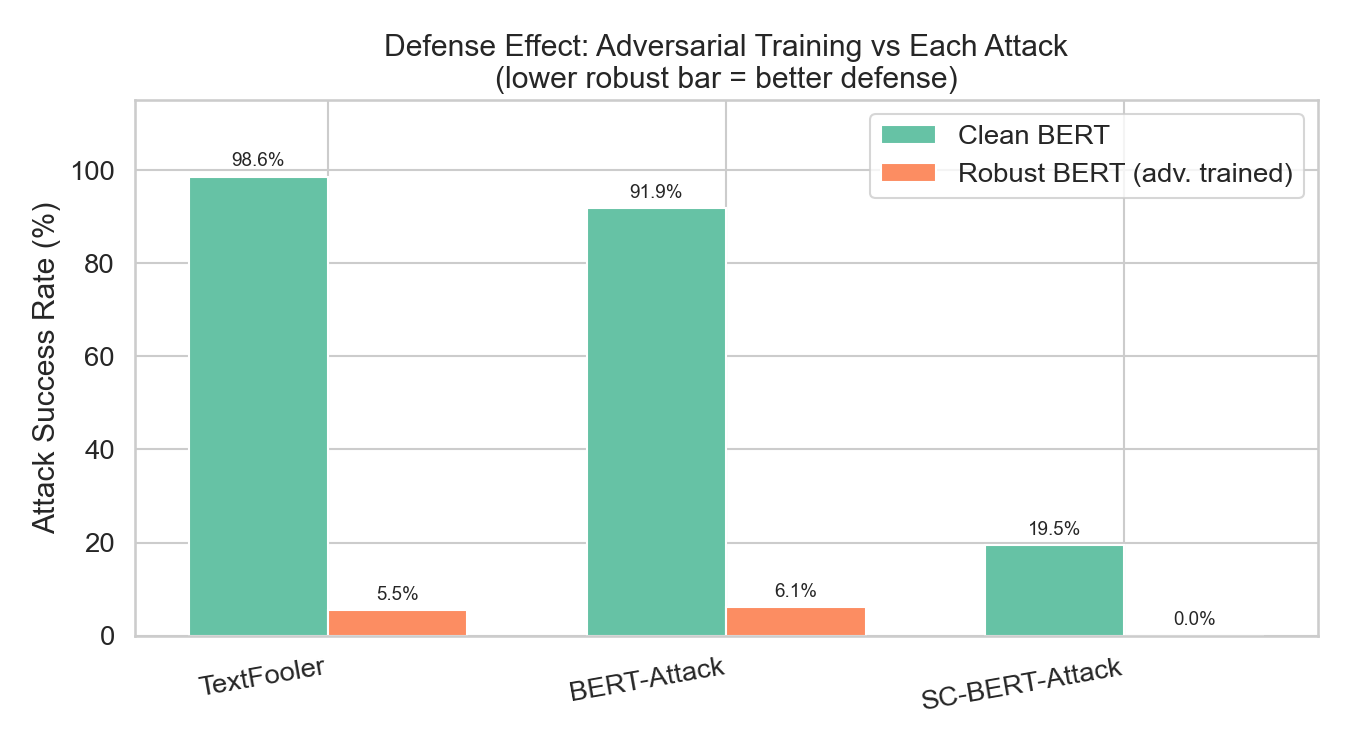 Defense Effect: Adversarial Training vs Each Attack
(lower robust bar = better defense)
Clean BERT
Robust BERT (adv. trained)
Attack Success Rate (%)
100
80
60
40
20
0
98.6%
5.5%
91.9%
6.1%
19.5%
0.0%
TextFooler
BERT-Attack
SC-BERT-Attack